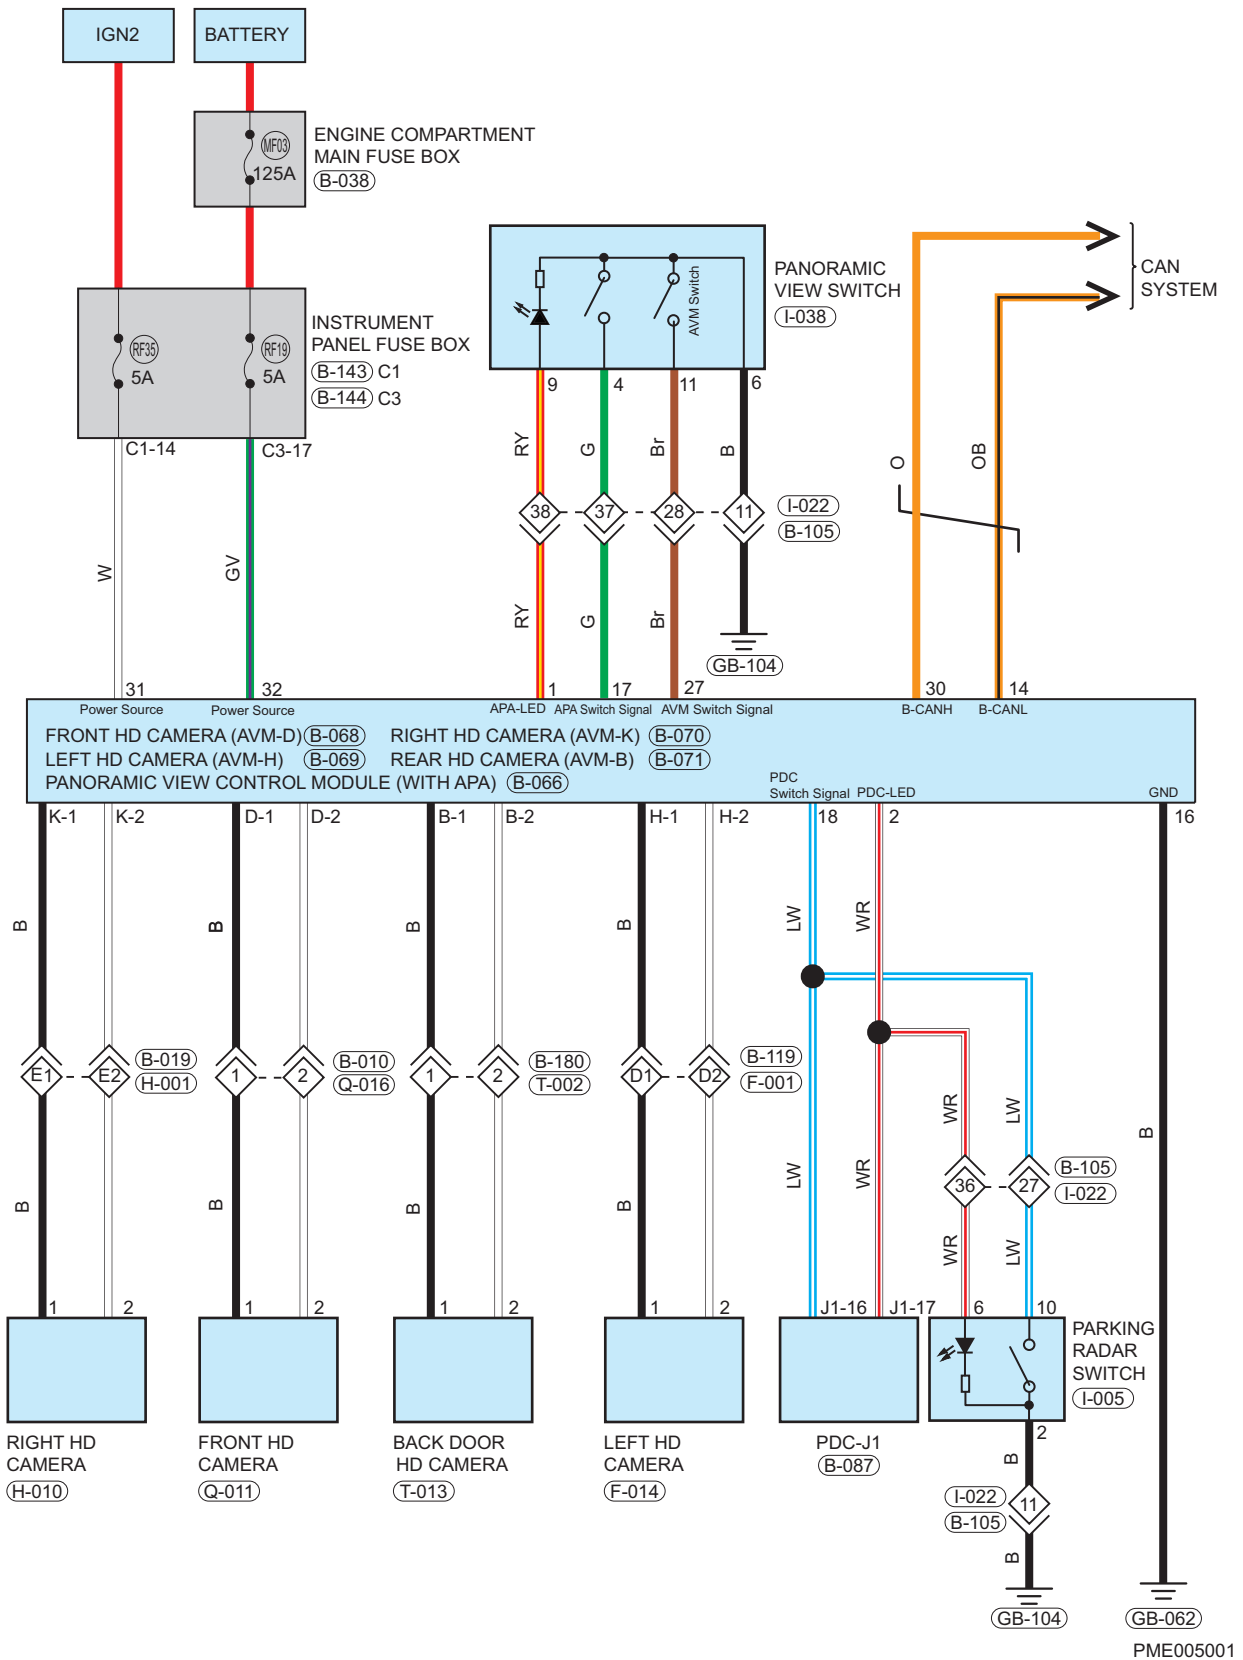 IGN2
BATTERY
MF03
125A
ENGINE COMPARTMENT
MAIN FUSE BOX
B-038
RF35
5A
RF19
5A
INSTRUMENT
PANEL FUSE BOX
B-143 C1
B-144 C3
C1-14
C3-17
AVM Switch
PANORAMIC
VIEW SWITCH
I-038
CAN
SYSTEM
9
4
11
6
RY
G
Br
B
O
OB
38
37
28
11
I-022
B-105
W
GV
RY
G
Br
GB-104
31
32
1
17
27
30
14
Power Source
Power Source
APA-LED
APA Switch Signal
AVM Switch Signal
B-CANH
B-CANL
FRONT HD CAMERA (AVM-D) B-068
RIGHT HD CAMERA (AVM-K) B-070
LEFT HD CAMERA (AVM-H) B-069
REAR HD CAMERA (AVM-B) B-071
PANORAMIC VIEW CONTROL MODULE (WITH APA) B-066
PDC
Switch Signal
PDC-LED
GND
K-1
K-2
D-1
D-2
B-1
B-2
H-1
H-2
18
2
16
B
B
B
B
LW
WR
E1
E2
B-019
H-001
1
2
B-010
Q-016
1
2
B-180
T-002
D1
D2
B-119
F-001
WR
LW
B
B
B
B
B
LW
WR
36
27
B-105
I-022
WR
LW
1
2
1
2
1
2
1
2
J1-16
J1-17
6
10
PARKING
RADAR
SWITCH
I-005
RIGHT HD
CAMERA
H-010
FRONT HD
CAMERA
Q-011
BACK DOOR
HD CAMERA
T-013
LEFT HD
CAMERA
F-014
PDC-J1
B-087
2
B
I-022
B-105
11
B
GB-104
GB-062
PME005001